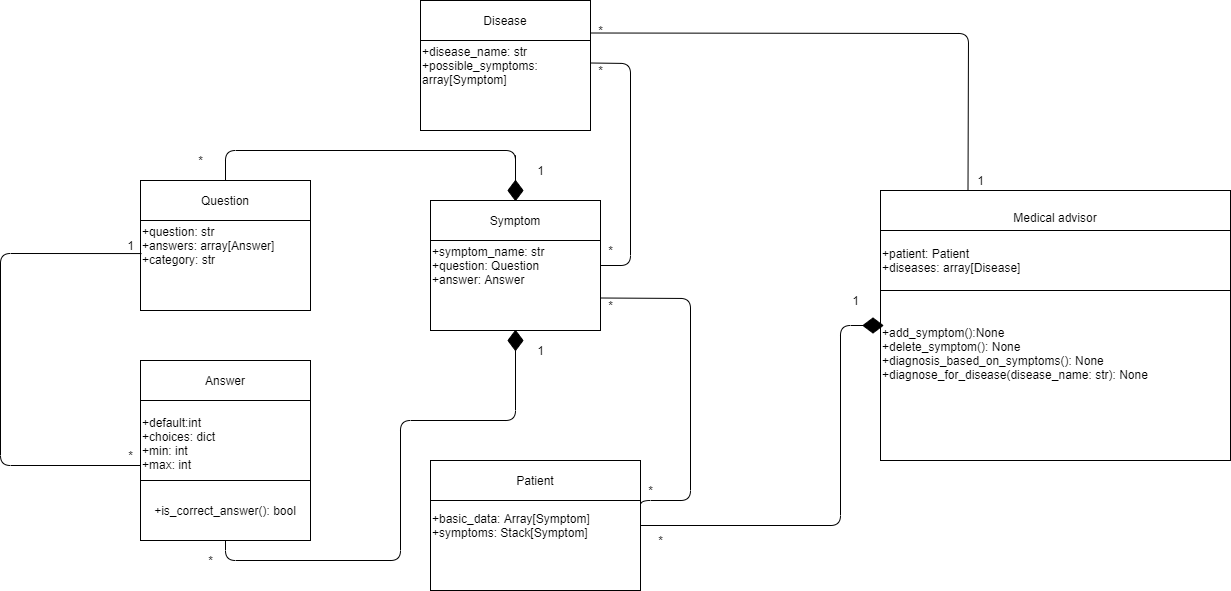 Disease
+disease_name: str
+possible_symptoms:
array[Symptom]
*
*
*
1
Question
+question: str
+answers: array[Answer]
+category: str
1
Symptom
+symptom_name: str
+question: Question
+answer: Answer
*
*
1
1
Medical advisor
+patient: Patient
+diseases: array[Disease]
+add_symptom():None
+delete_symptom(): None
+diagnosis_based_on_symptoms(): None
+diagnose_for_disease(disease_name: str): None
1
Answer
+default:int
+choices: dict
+min: int
+max: int
+is_correct_answer(): bool
*
*
Patient
+basic_data: Array[Symptom]
+symptoms: Stack[Symptom]
*
*